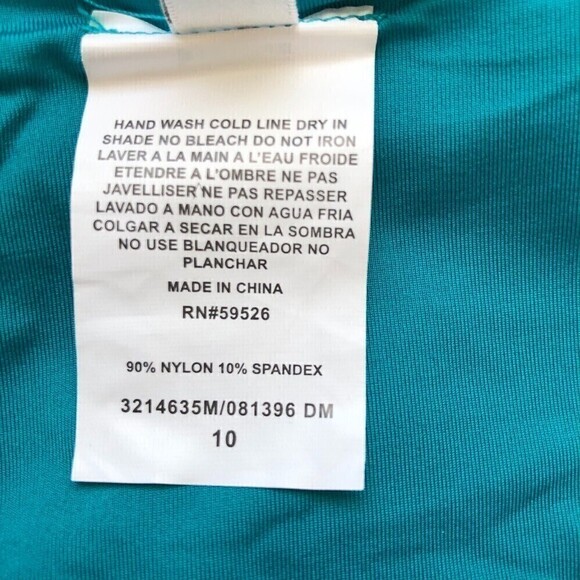 HAND WASH COLD LINE DRY IN
SHADE NO BLEACH DO NOT IRON
LAVER A LA MAIN A L'EAU FROIDE
ETENDRE A L'OMBRE NE PAS
JAVELLISER NE PAS REPASSER
LAVADO A MANO CON AGUA FRIA
COLGAR A SECAR EN LA SOMBRA
NO USE BLANQUEADOR NO
PLANCHAR
MADE IN CHINA
RN#59526
90% NYLON 10% SPANDEX
3214635M/081396 DM
10